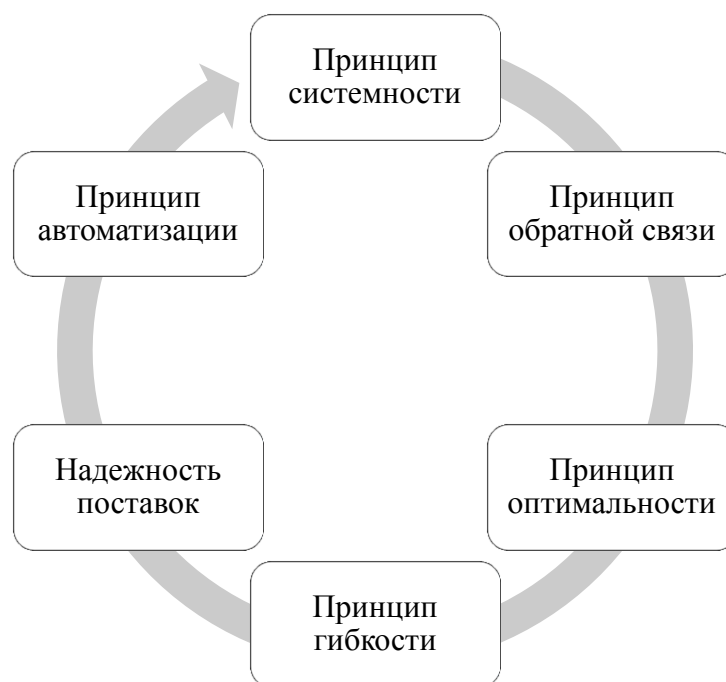 Принцип
системности
Принцип
обратной связи
Принцип
оптимальности
Принцип
гибкости
Надежность
поставок
Принцип
автоматизации